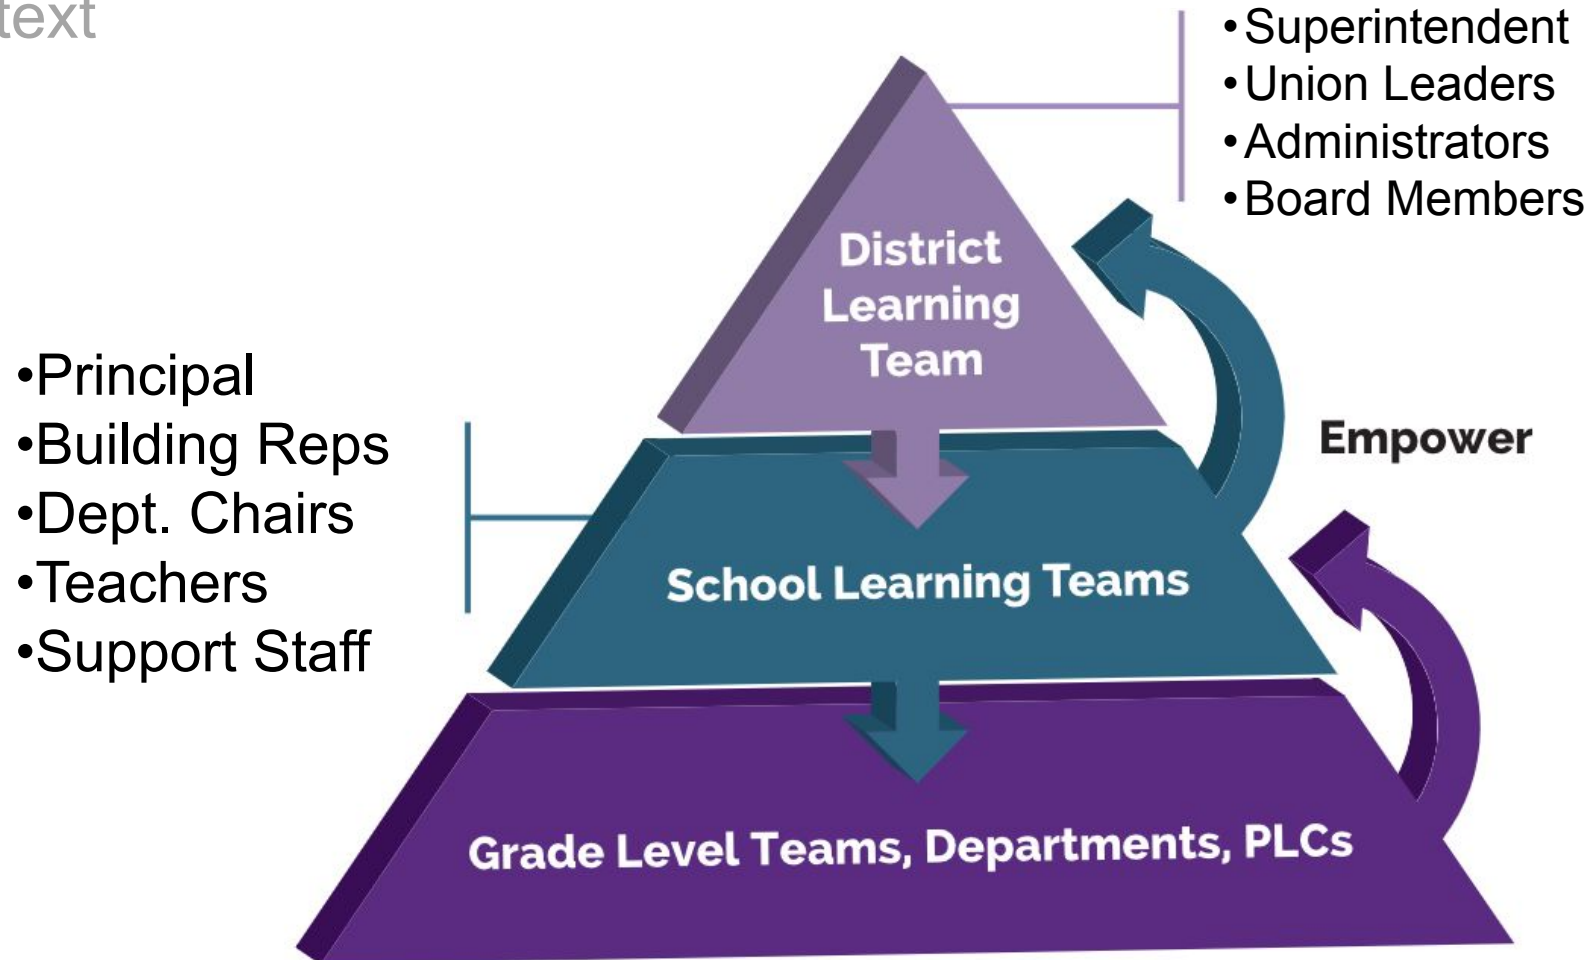 text
•Superintendent
•Union Leaders
•Administrators
•Board Members
District
Learning
Team
•Principal
•Building Reps
•Dept. Chairs
•Teachers
•Support Staff
Empower
School Learning Teams
Grade Level Teams, Departments, PLCs